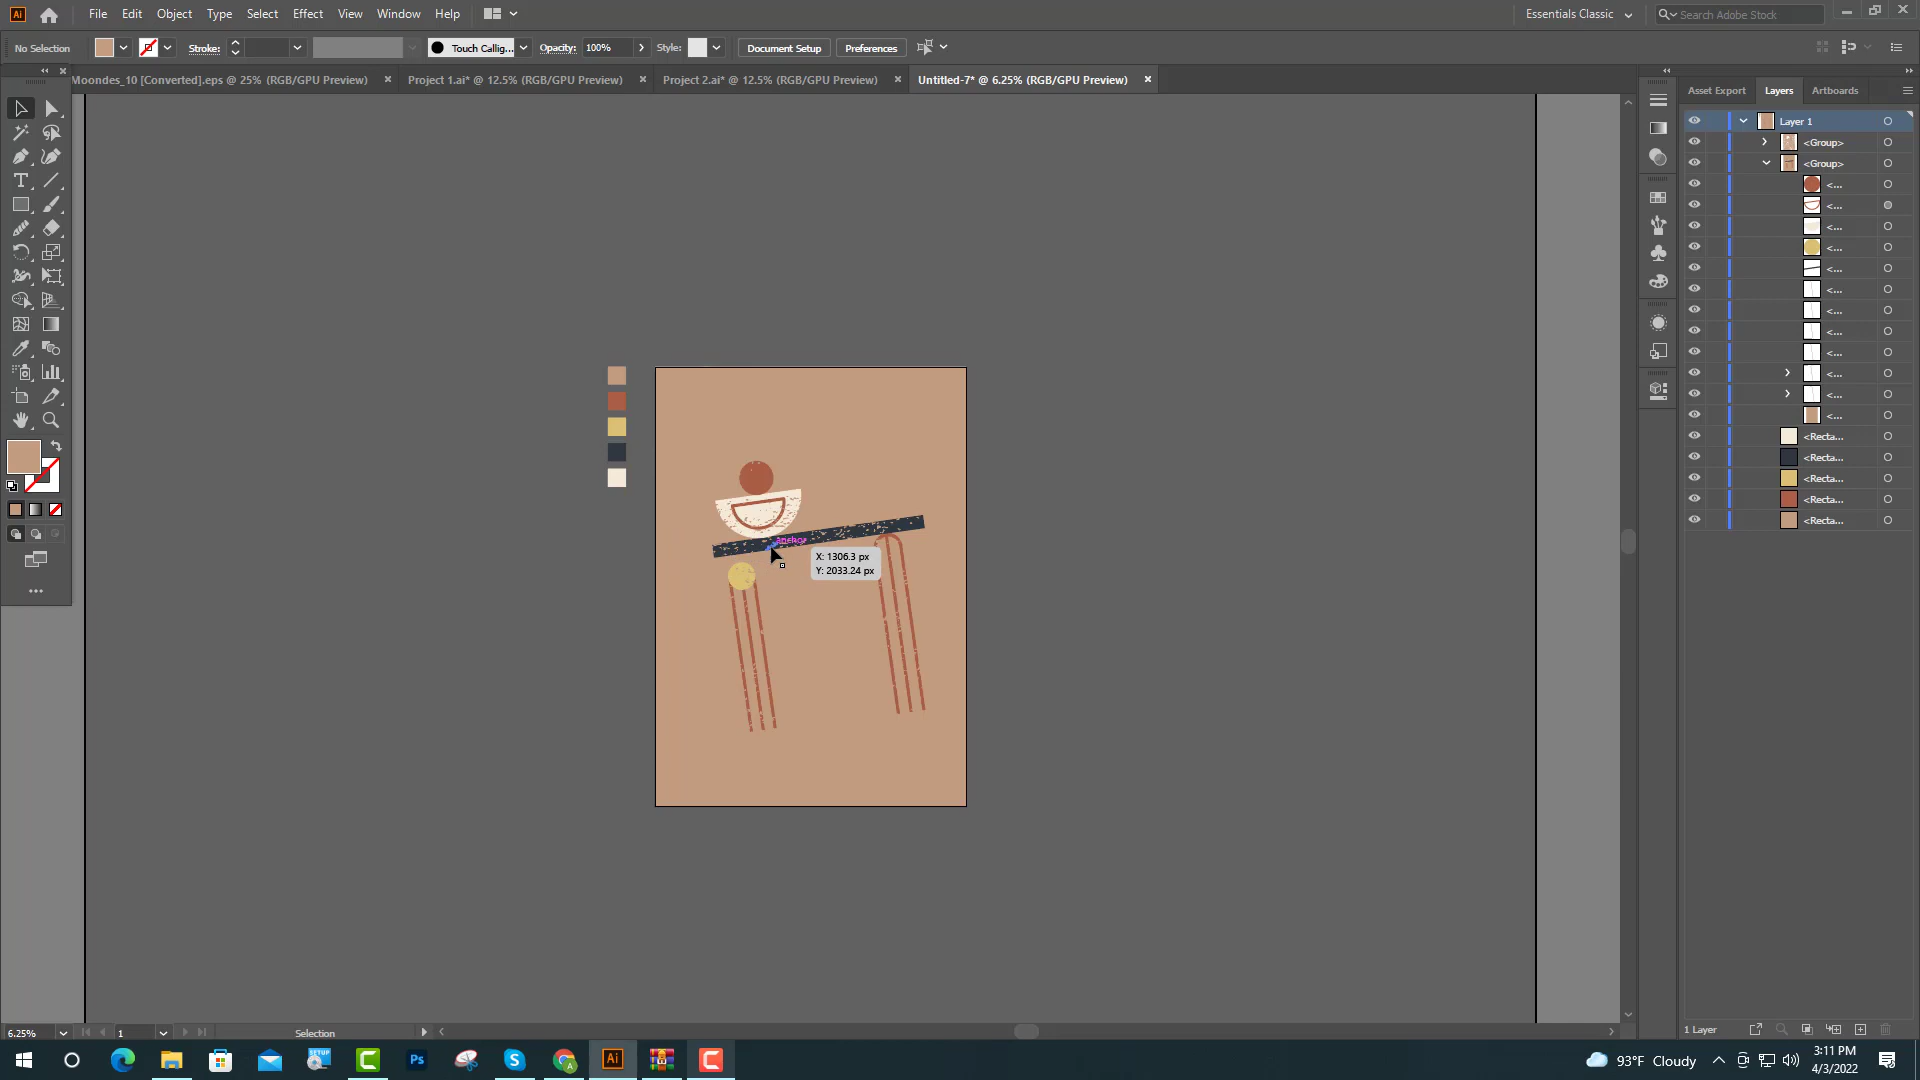 Ai
File Edit Object Type Select Effect View Window Help
Essentials Classic
Search Adobe Stock
No Selection
Stroke:
Touch Callig...
Opacity: 100%
Style:
Document Setup
Preferences
Moondes_10 [Converted].eps @ 25% (RGB/GPU Preview)
Project 1.ai* @ 12.5% (RGB/GPU Preview)
Project 2.ai* @ 12.5% (RGB/GPU Preview)
Untitled-7* @ 6.25% (RGB/GPU Preview)
Asset Export
Layers
Artboards
Layer 1
<Group>
<Group>
<...
<...
<...
<...
<...
<...
<...
<...
<...
<...
<...
<...
<Recta...
<Recta...
<Recta...
<Recta...
<Recta...
anchor
X: 1306.3 px
Y: 2033.24 px
6.25%
1
Selection
1 Layer
SETUP
Ps
Ai
93°F Cloudy
3:11 PM
4/3/2022